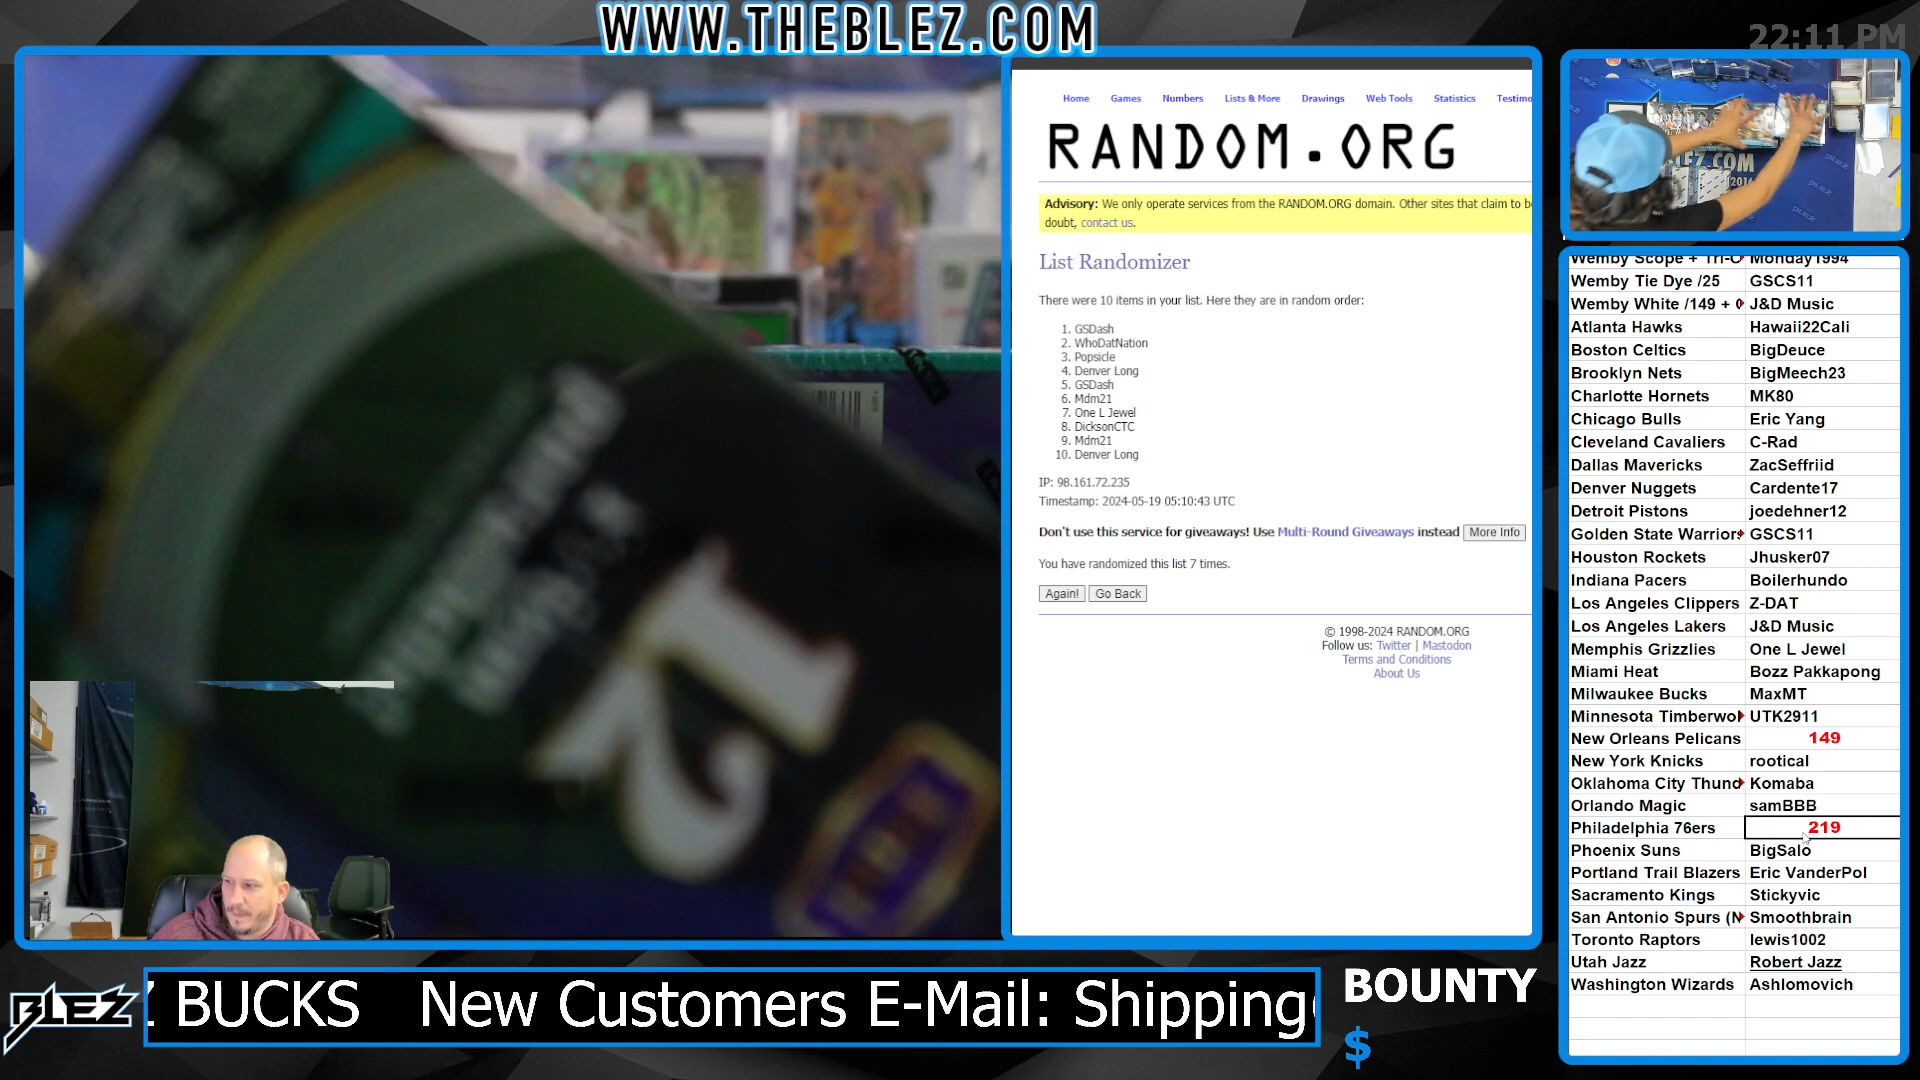 WWW.THEBLEZ.COM
22:11 PM
Home Games Numbers Lists & More Drawings Web Tools Statistics Testimo
RANDOM.ORG
Advisory: We only operate services from the RANDOM.ORG domain. Other sites that claim to b
doubt, contact us.
List Randomizer
There were 10 items in your list. Here they are in random order:
1. GSDash
2. WhoDatNation
3. Popsicle
4. Denver Long
5. GSDash
6. Mdm21
7. One L Jewel
8. DicksonCTC
9. Mdm21
10. Denver Long
IP: 98.161.72.235
Timestamp: 2024-05-19 05:10:43 UTC
Don't use this service for giveaways! Use Multi-Round Giveaways instead More Info
You have randomized this list 7 times.
Again! Go Back
© 1998-2024 RANDOM.ORG
Follow us: Twitter | Mastodon
Terms and Conditions
About Us
12
Wemby Scope + Tri-C Monday1994
Wemby Tie Dye /25 GSCS11
Wemby White /149 + J&D Music
Atlanta Hawks Hawaii22Cali
Boston Celtics BigDeuce
Brooklyn Nets BigMeech23
Charlotte Hornets MK80
Chicago Bulls Eric Yang
Cleveland Cavaliers C-Rad
Dallas Mavericks ZacSeffriid
Denver Nuggets Cardente17
Detroit Pistons joedehner12
Golden State Warriors GSCS11
Houston Rockets Jhusker07
Indiana Pacers Boilerhundo
Los Angeles Clippers Z-DAT
Los Angeles Lakers J&D Music
Memphis Grizzlies One L Jewel
Miami Heat Bozz Pakkapong
Milwaukee Bucks MaxMT
Minnesota Timberwol UTK2911
New Orleans Pelicans 149
New York Knicks rootical
Oklahoma City Thund Komaba
Orlando Magic samBBB
Philadelphia 76ers 219
Phoenix Suns BigSalo
Portland Trail Blazers Eric VanderPol
Sacramento Kings Stickyvic
San Antonio Spurs (N Smoothbrain
Toronto Raptors lewis1002
Utah Jazz Robert Jazz
Washington Wizards Ashlomovich
BLEZ
BUCKS New Customers E-Mail: Shipping
BOUNTY
$